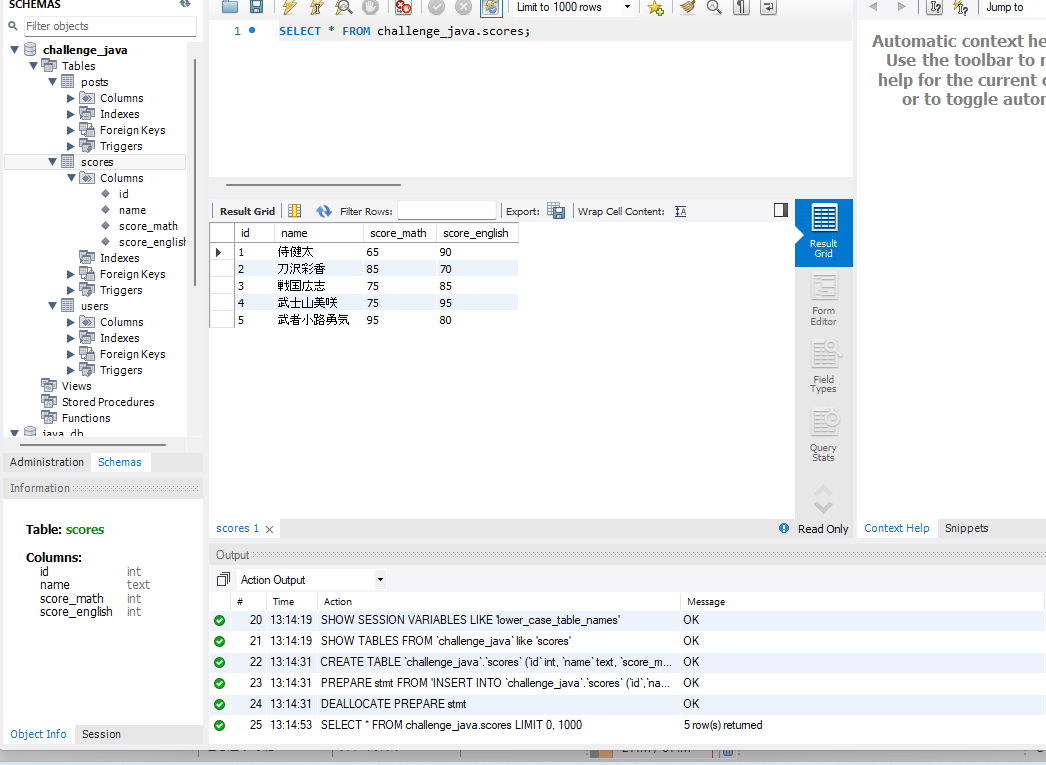 SCHEMAS
Filter objects
challenge_java
Tables
posts
Columns
Indexes
Foreign Keys
Triggers
scores
Columns
id
name
score_math
score_english
Indexes
Foreign Keys
Triggers
users
Columns
Indexes
Foreign Keys
Triggers
Views
Stored Procedures
Functions
java_db
Administration Schemas
Information
Table: scores
Columns:
id int
name text
score_math int
score_english int
Object Info Session
Limit to 1000 rows
1 SELECT * FROM challenge_java.scores;
Result Grid Filter Rows: Export: Wrap Cell Content:
id name score_math score_english
1 侍健太 65 90
2 刀沢彩香 85 70
3 戦国広志 75 85
4 武士山美咲 75 95
5 武者小路勇気 95 80
Result
Grid
Form
Editor
Field
Types
Query
Stats
scores 1
Read Only
Output
Action Output
# Time Action Message
20 13:14:19 SHOW SESSION VARIABLES LIKE 'lower_case_table_names' OK
21 13:14:19 SHOW TABLES FROM `challenge_java` like 'scores' OK
22 13:14:31 CREATE TABLE `challenge_java`.`scores` (`id` int, `name` text, `score_m... OK
23 13:14:31 PREPARE stmt FROM 'INSERT INTO `challenge_java`.`scores` (`id`,`na... OK
24 13:14:31 DEALLOCATE PREPARE stmt OK
25 13:14:53 SELECT * FROM challenge_java.scores LIMIT 0, 1000 5 row(s) returned
Jump to
Automatic context he
Use the toolbar to
help for the current
or to toggle autor
Context Help Snippets